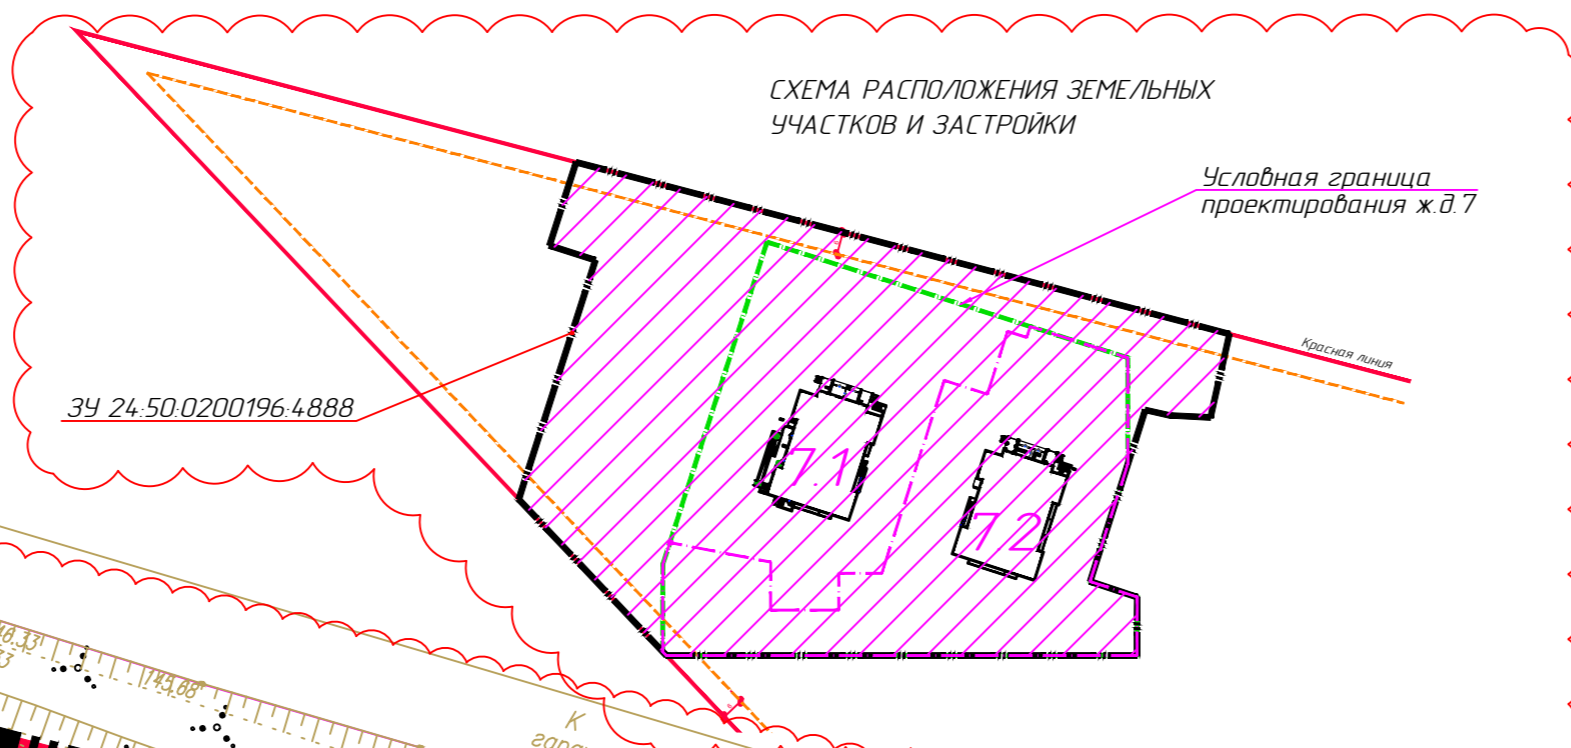 СХЕМА РАСПОЛОЖЕНИЯ ЗЕМЕЛЬНЫХ
УЧАСТКОВ И ЗАСТРОЙКИ
Условная граница
проектирования ж.д.7
Красная линия
ЗУ 24:50:0200196:4888
7.1
7.2
145,68
К